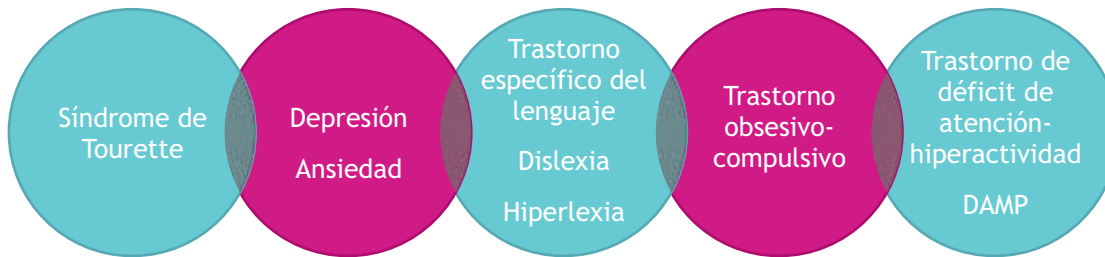 Síndrome de
Tourette
Depresión
Ansiedad
Trastorno
específico del
lenguaje
Dislexia
Hiperlexia
Trastorno
obsesivo-
compulsivo
Trastorno de
déficit de
atención-
hiperactividad
DAMP